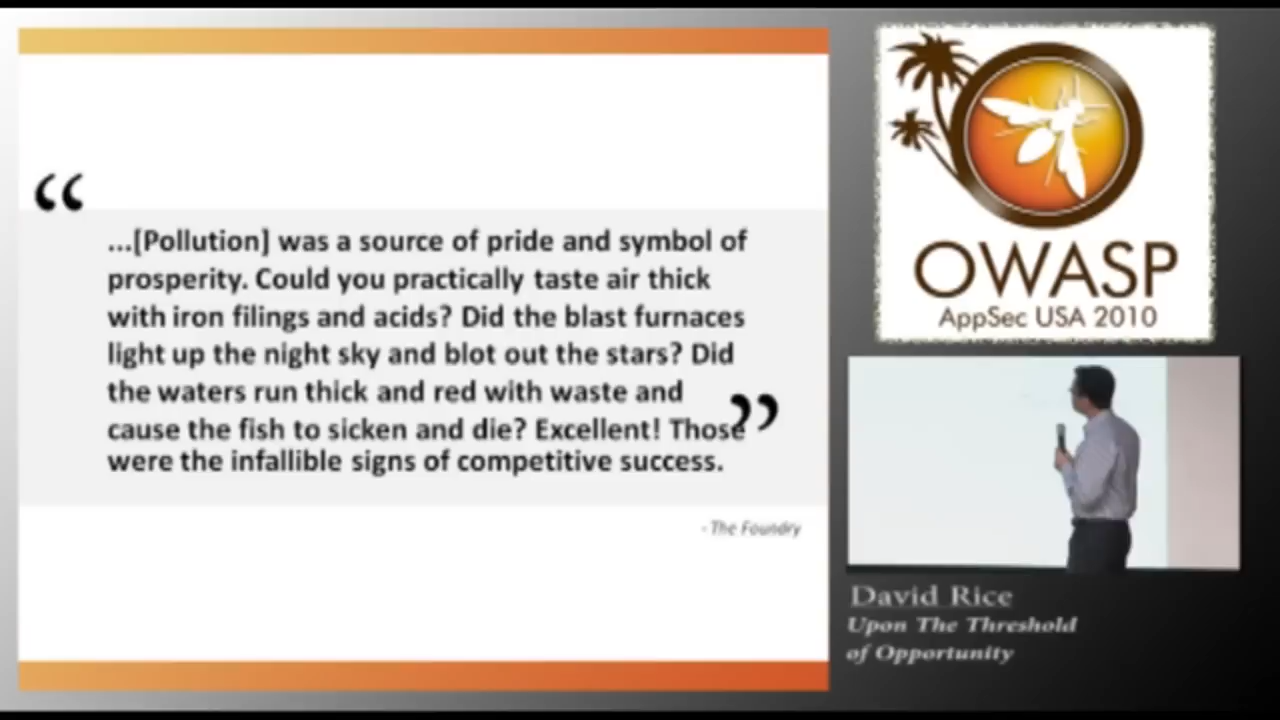 “
...[Pollution] was a source of pride and symbol of
prosperity. Could you practically taste air thick
with iron filings and acids? Did the blast furnaces
light up the night sky and blot out the stars? Did
the waters run thick and red with waste and
cause the fish to sicken and die? Excellent! Those
were the infallible signs of competitive success.
”
- The Foundry
OWASP
AppSec USA 2010
David Rice
Upon The Threshold
of Opportunity